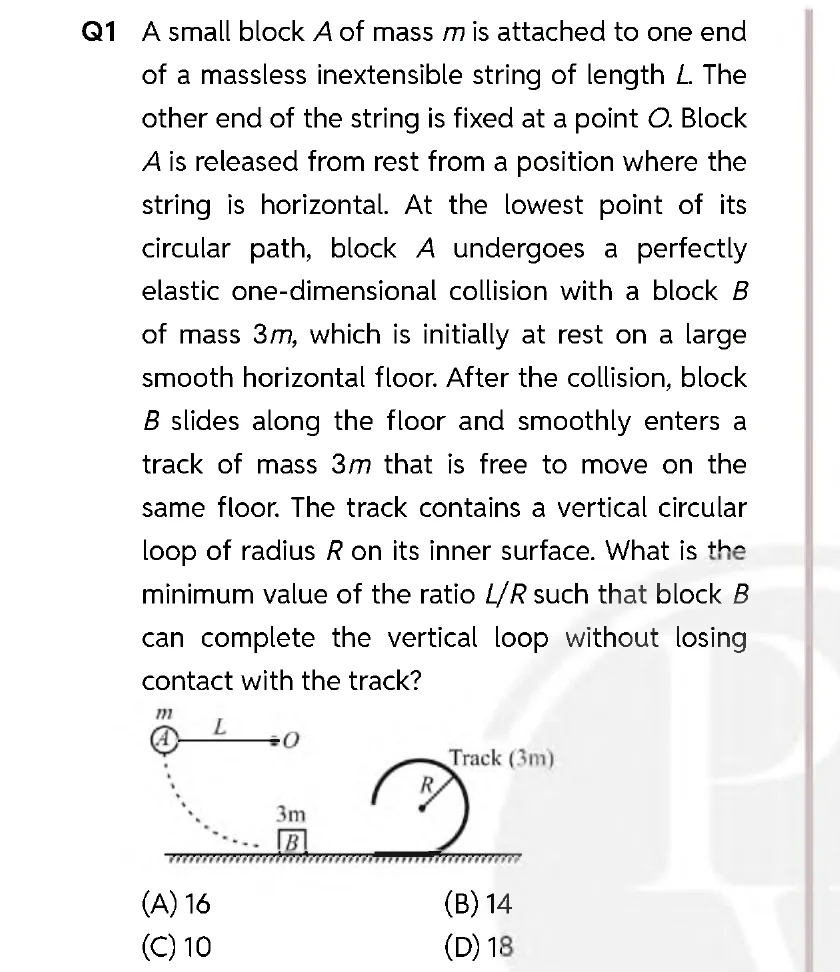 Q1 A small block A of mass m is attached to one end
of a massless inextensible string of length L. The
other end of the string is fixed at a point O. Block
A is released from rest from a position where the
string is horizontal. At the lowest point of its
circular path, block A undergoes a perfectly
elastic one-dimensional collision with a block B
of mass 3m, which is initially at rest on a large
smooth horizontal floor. After the collision, block
B slides along the floor and smoothly enters a
track of mass 3m that is free to move on the
same floor. The track contains a vertical circular
loop of radius R on its inner surface. What is the
minimum value of the ratio L/R such that block B
can complete the vertical loop without losing
contact with the track?
m
A L O
Track (3m)
R
3m
B
(A) 16 (B) 14
(C) 10 (D) 18